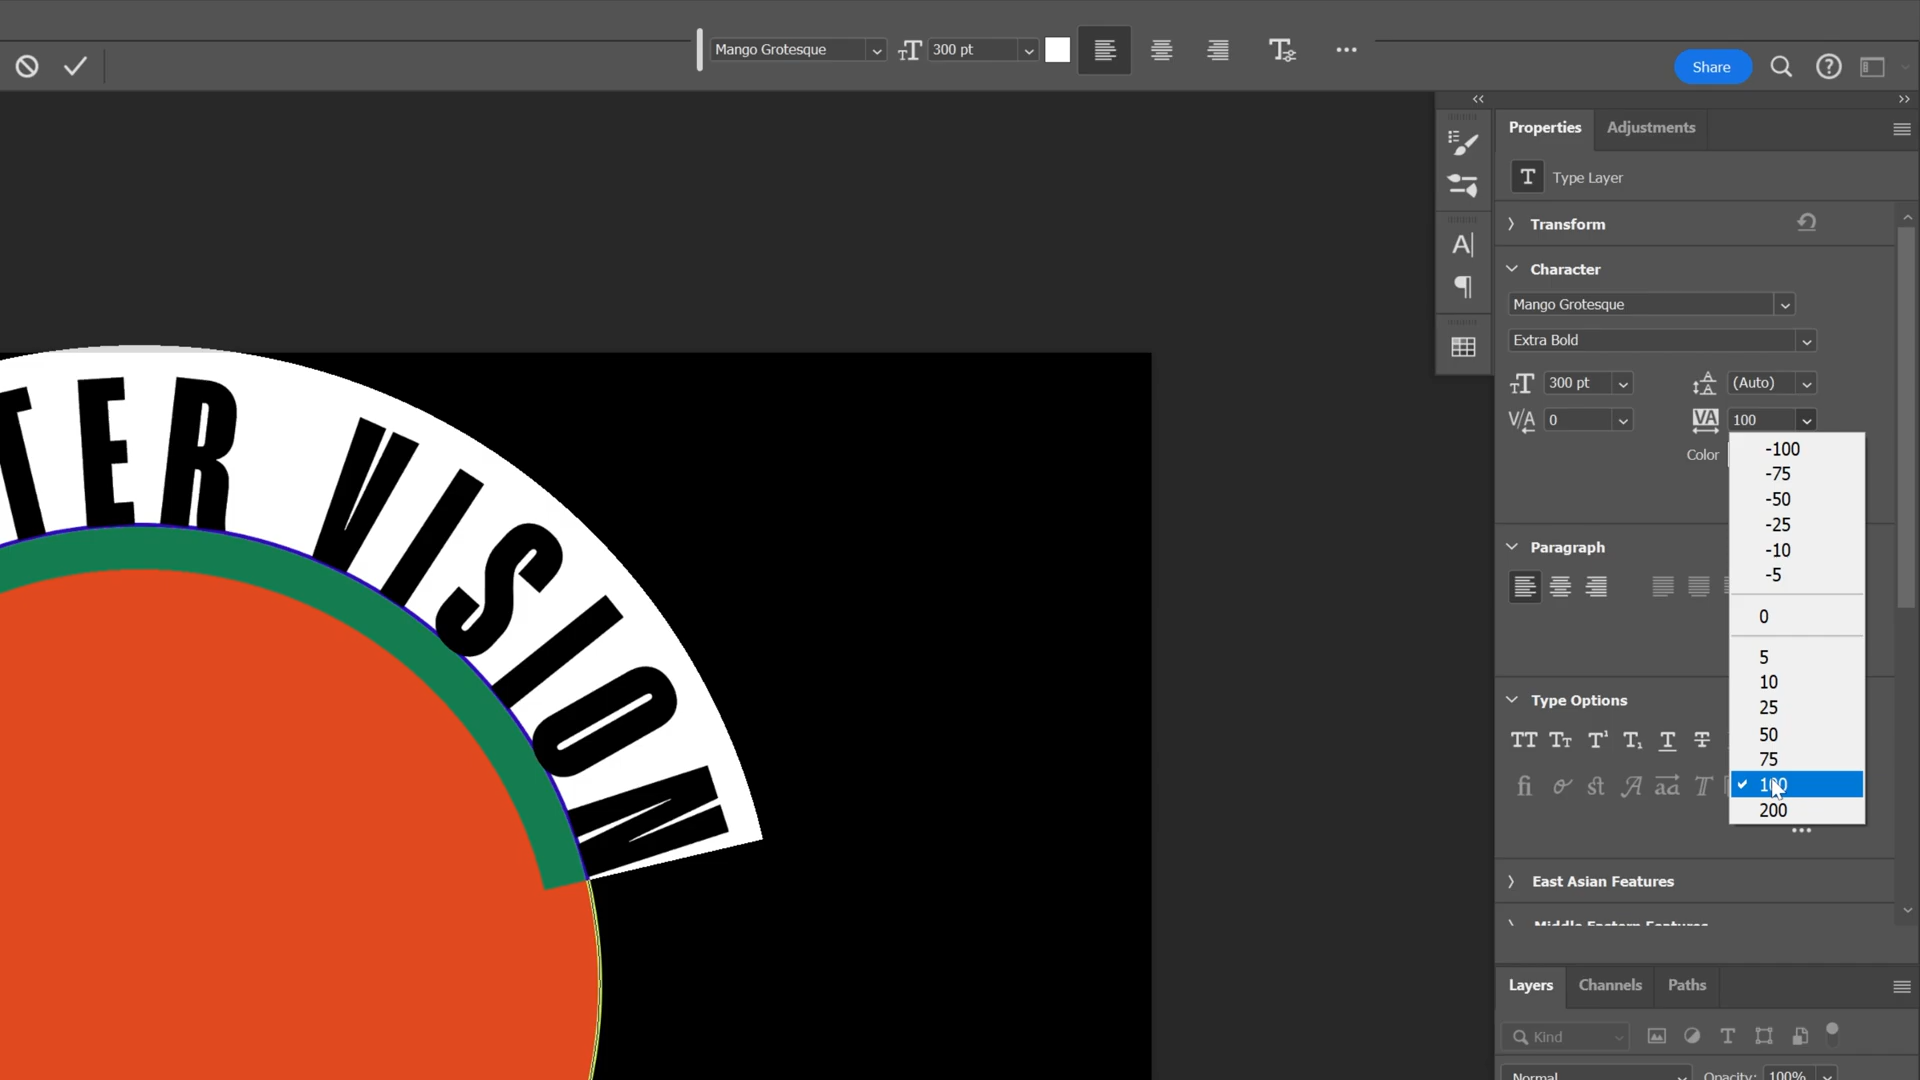 Mango Grotesque
300 pt
Share
Properties
Adjustments
T
Type Layer
Transform
Character
Mango Grotesque
Extra Bold
300 pt
(Auto)
0
100
Color
-100
-75
-50
-25
-10
-5
0
5
10
25
50
75
100
200
Paragraph
Type Options
East Asian Features
Middle Eastern Features
Layers
Channels
Paths
Kind
Normal
Opacity:
100%
TER VISION